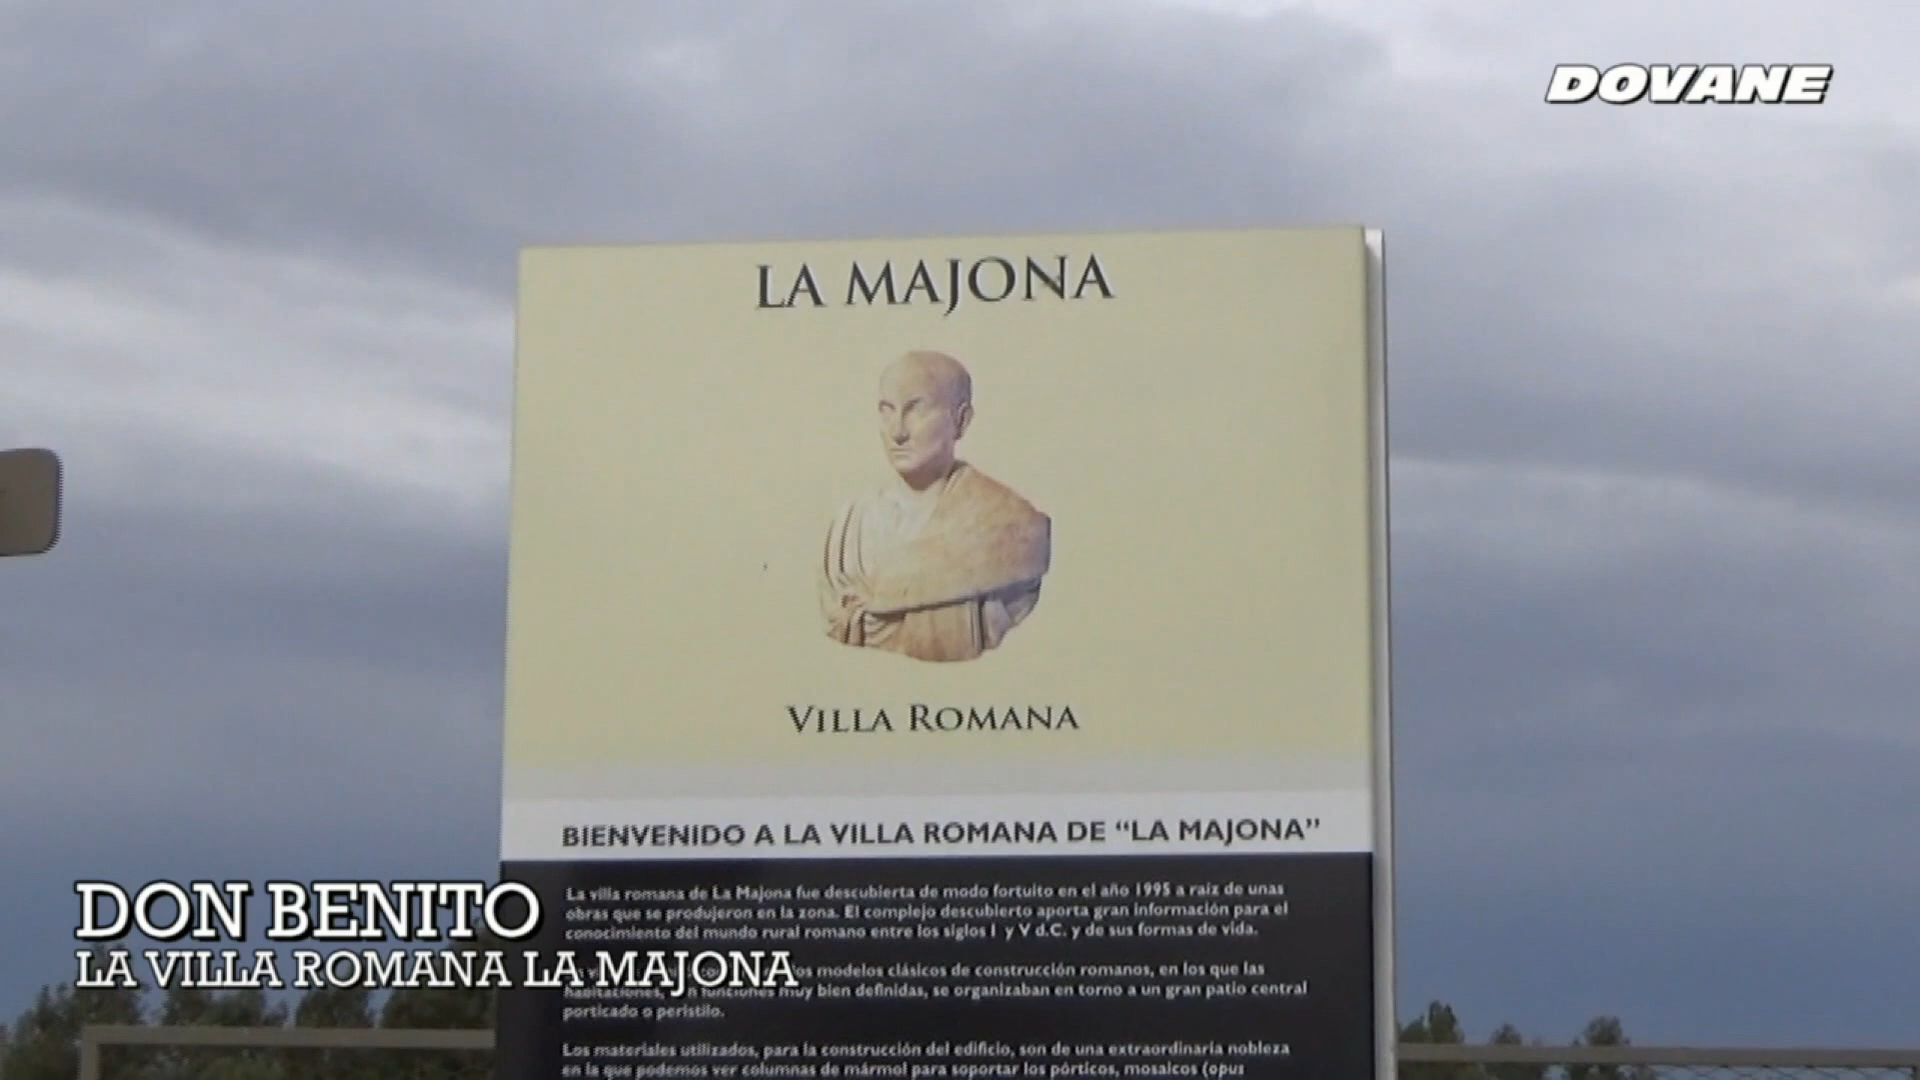 DOVANE
LA MAJONA
VILLA ROMANA
BIENVENIDO A LA VILLA ROMANA DE “LA MAJONA”
La villa romana de La Majona fue descubierta de modo fortuito en el año 1995 a raíz de unas
obras que se produjeron en la zona. El complejo descubierto aporta gran información para el
conocimiento del mundo rural romano entre los siglos I y V d.C. y de sus formas de vida.
los modelos clásicos de construcción romanos, en los que las
habitaciones, funciones muy bien definidas, se organizaban en torno a un gran patio central
porticado o peristilo.
Los materiales utilizados, para la construcción del edificio, son de una extraordinaria nobleza
en la que podemos ver columnas de mármol para soportar los pórticos, mosaicos (opus
DON BENITO
LA VILLA ROMANA LA MAJONA